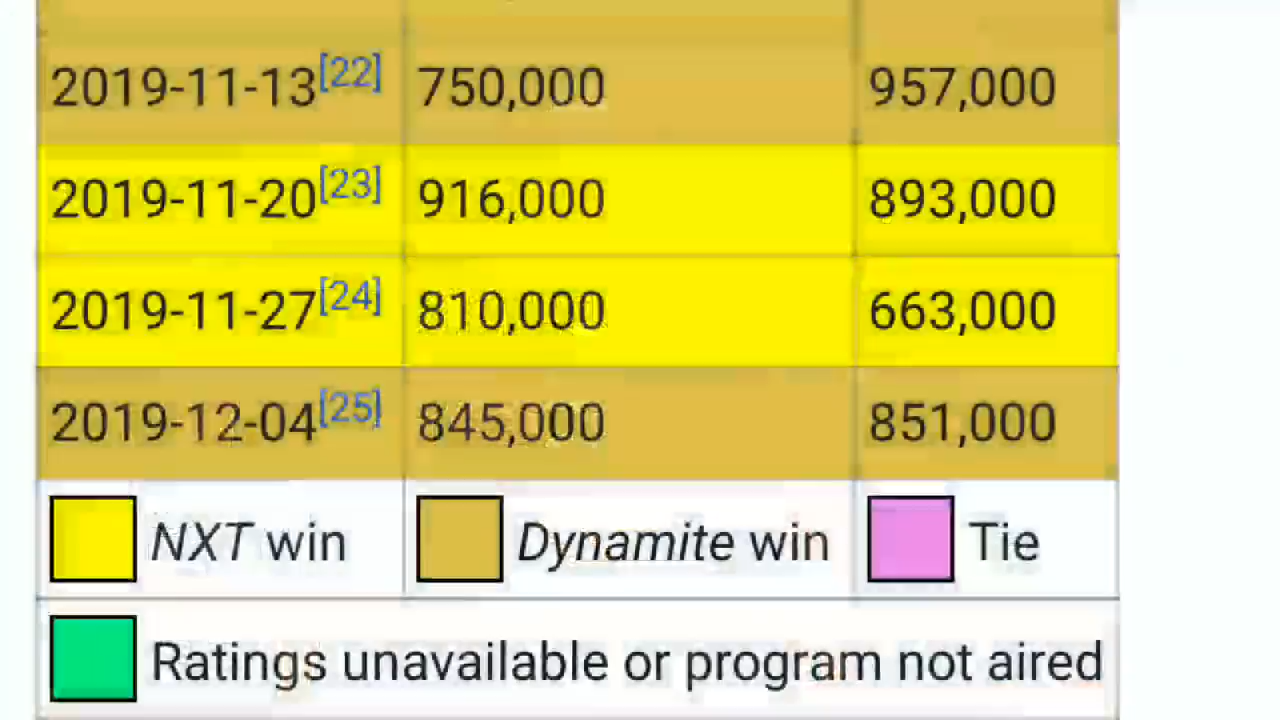 2019-11-13[22] 750,000 957,000
2019-11-20[23] 916,000 893,000
2019-11-27[24] 810,000 663,000
2019-12-04[25] 845,000 851,000
NXT win Dynamite win Tie
Ratings unavailable or program not aired